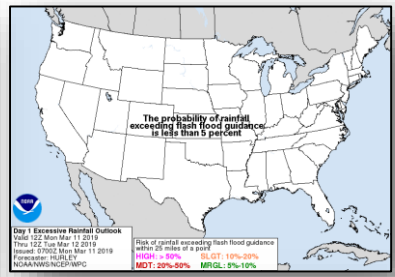 The probability of rainfall
exceeding flash flood guidance
is less than 5 percent
noaa
Day 1 Excessive Rainfall Outlook
Valid 12Z Mon Mar 11 2019
Thru 12Z Tue Mar 12 2019
Issued: 0700Z Mon Mar 11 2019
Forecaster: HURLEY
NOAA/NWS/NCEP/WPC
Risk of rainfall exceeding flash flood guidance
within 25 miles of a point
HIGH: > 50% SLGT: 10%-20%
MDT: 20%-50% MRGL: 5%-10%